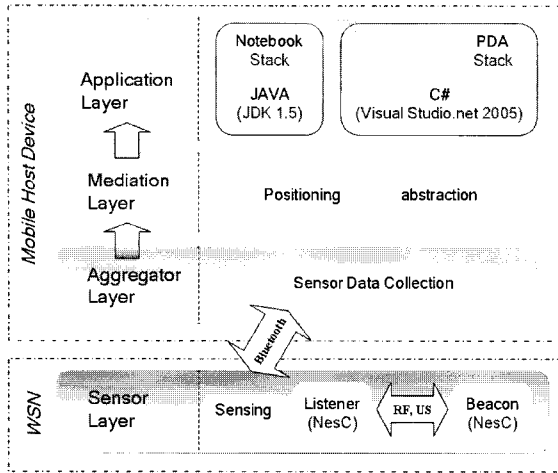 Mobile Host Device
Application
Layer
Notebook
Stack
JAVA
(JDK 1.5)
PDA
Stack
C#
(Visual Studio.net 2005)
Mediation
Layer
Positioning abstraction
Aggregator
Layer
Sensor Data Collection
Bluetooth
WSN
Sensor
Layer
Sensing
Listener
(NesC)
RF, US
Beacon
(NesC)